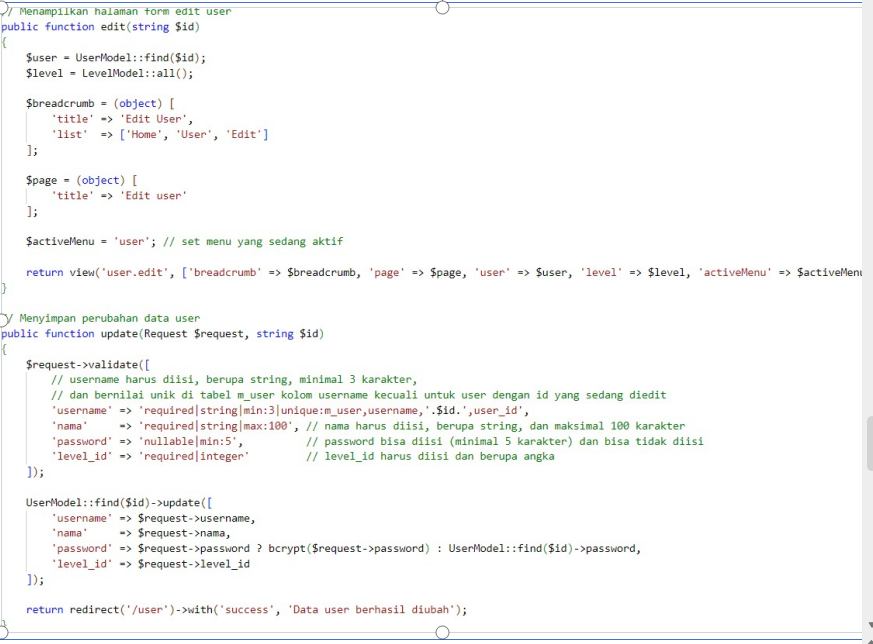 // Menampilkan halaman form edit user
public function edit(string $id)
{
    $user = UserModel::find($id);
    $level = LevelModel::all();

    $breadcrumb = (object) [
        'title' => 'Edit User',
        'list'  => ['Home', 'User', 'Edit']
    ];

    $page = (object) [
        'title' => 'Edit user'
    ];

    $activeMenu = 'user'; // set menu yang sedang aktif

    return view('user.edit', ['breadcrumb' => $breadcrumb, 'page' => $page, 'user' => $user, 'level' => $level, 'activeMenu' => $activeMenu
}

// Menyimpan perubahan data user
public function update(Request $request, string $id)
{
    $request->validate([
        // username harus diisi, berupa string, minimal 3 karakter,
        // dan bernilai unik di tabel m_user kolom username kecuali untuk user dengan id yang sedang diedit
        'username' => 'required|string|min:3|unique:m_user,username,'.$id.',user_id',
        'nama'     => 'required|string|max:100', // nama harus diisi, berupa string, dan maksimal 100 karakter
        'password' => 'nullable|min:5',          // password bisa diisi (minimal 5 karakter) dan bisa tidak diisi
        'level_id' => 'required|integer'         // level_id harus diisi dan berupa angka
    ]);

    UserModel::find($id)->update([
        'username' => $request->username,
        'nama'     => $request->nama,
        'password' => $request->password ? bcrypt($request->password) : UserModel::find($id)->password,
        'level_id' => $request->level_id
    ]);

    return redirect('/user')->with('success', 'Data user berhasil diubah');
}